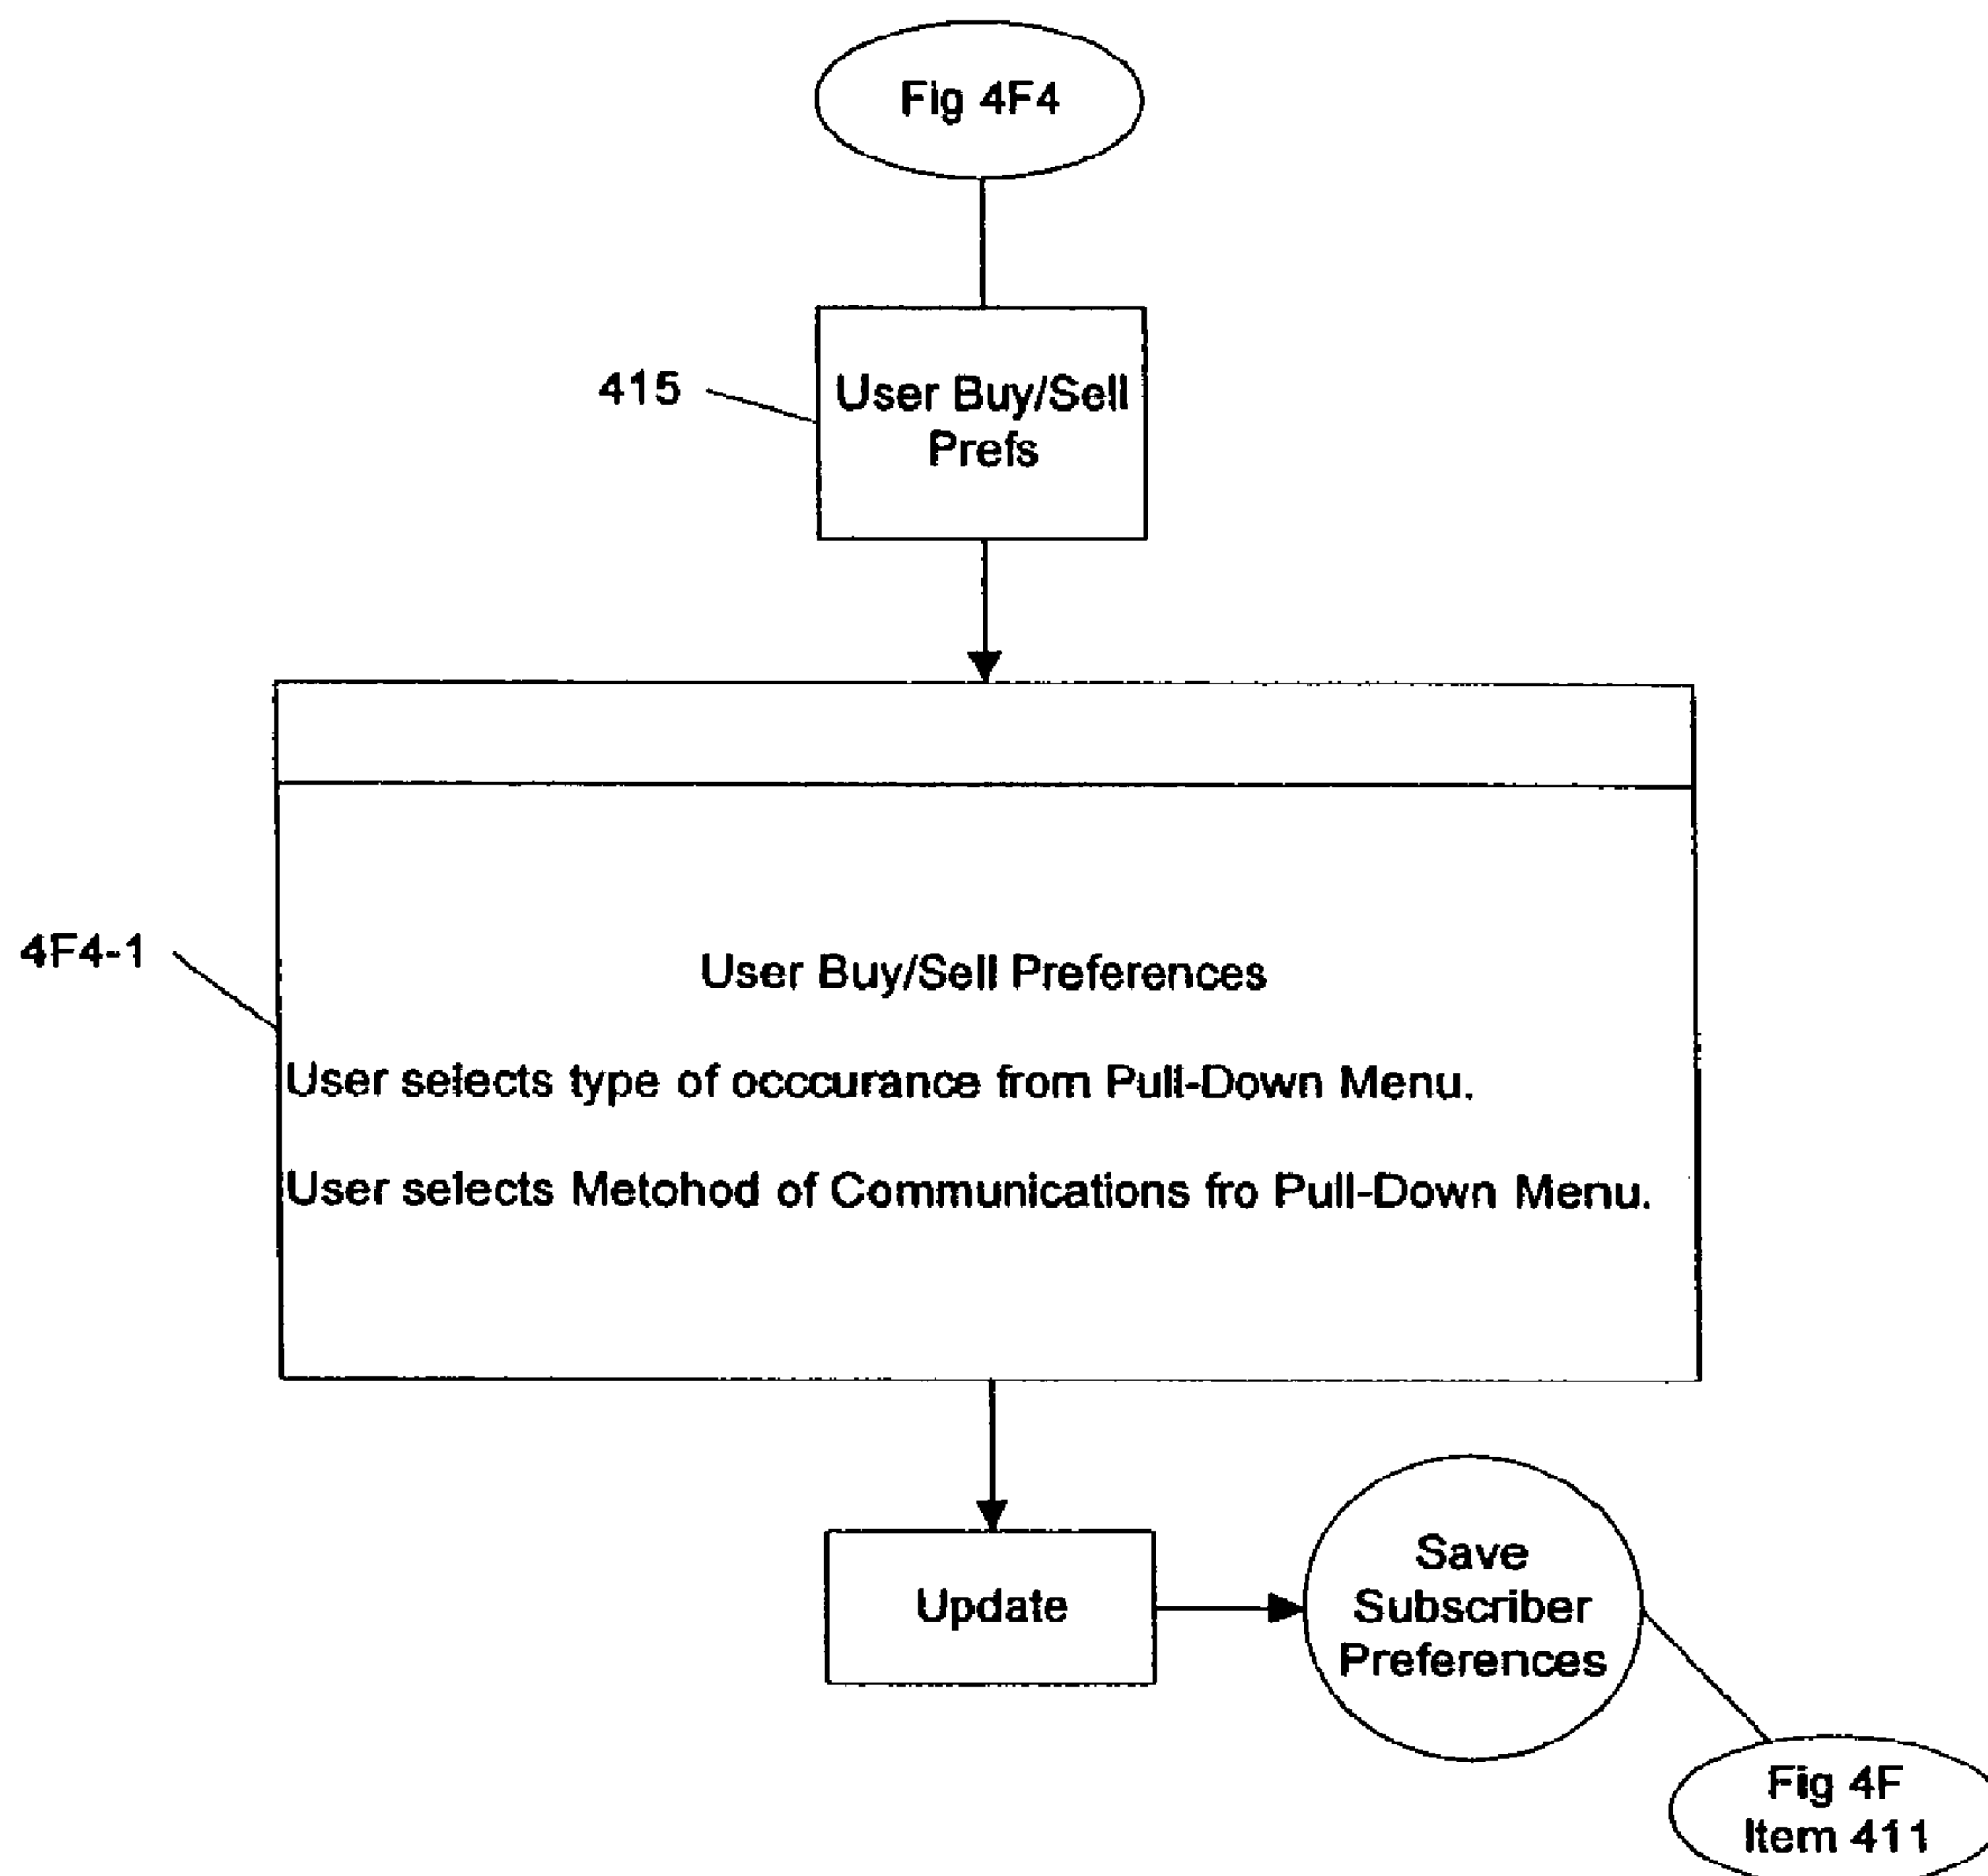 Fig 4F4
415
User Buy/Sell
Prefs
4F4-1
User Buy/Sell Preferences
User selects type of occcurance from Pull-Down Menu.
User selects Metohod of Communications fro Pull-Down Menu.
Update
Save
Subscriber
Preferences
Fig 4F
Item 411